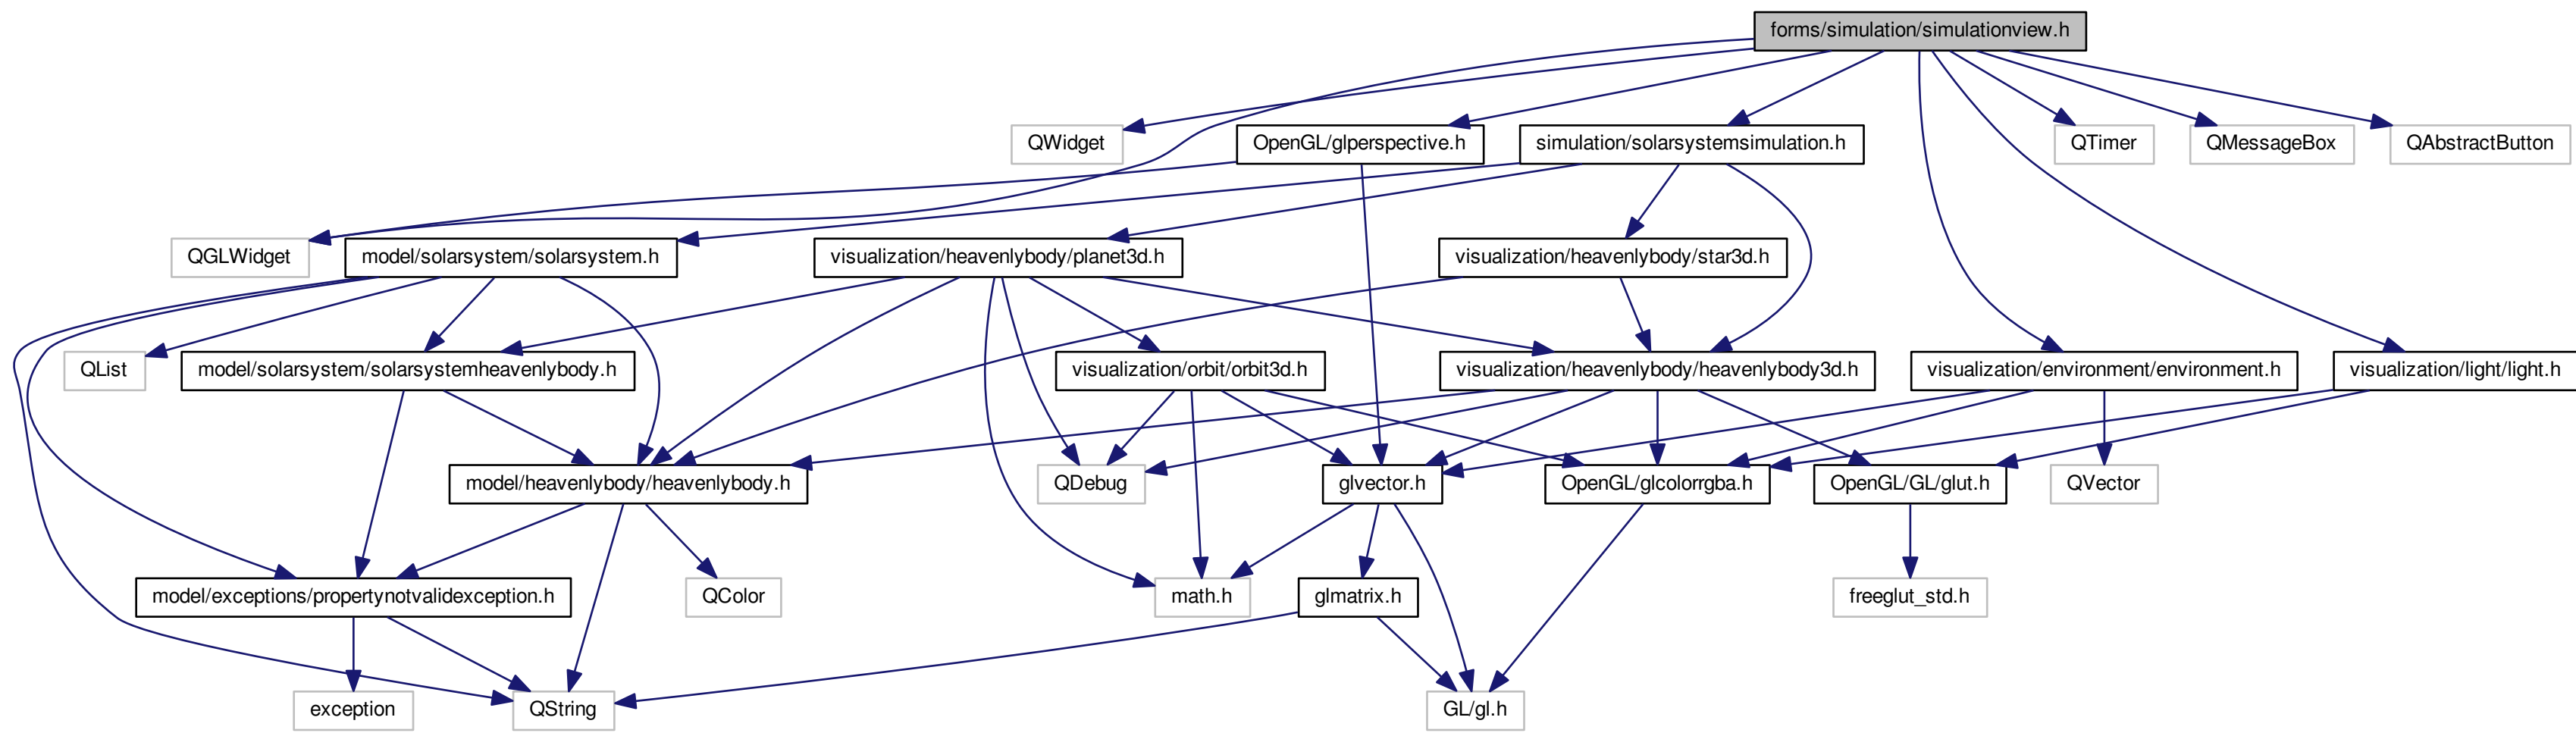 forms/simulation/simulationview.h
QWidget
OpenGL/glperspective.h
simulation/solarsystemsimulation.h
QTimer
QMessageBox
QAbstractButton
QGLWidget
model/solarsystem/solarsystem.h
visualization/heavenlybody/planet3d.h
visualization/heavenlybody/star3d.h
QList
model/solarsystem/solarsystemheavenlybody.h
visualization/orbit/orbit3d.h
visualization/heavenlybody/heavenlybody3d.h
visualization/environment/environment.h
visualization/light/light.h
model/heavenlybody/heavenlybody.h
QDebug
glvector.h
OpenGL/glcolorrgba.h
OpenGL/GL/glut.h
QVector
model/exceptions/propertynotvalidexception.h
QColor
math.h
glmatrix.h
freeglut_std.h
exception
QString
GL/gl.h